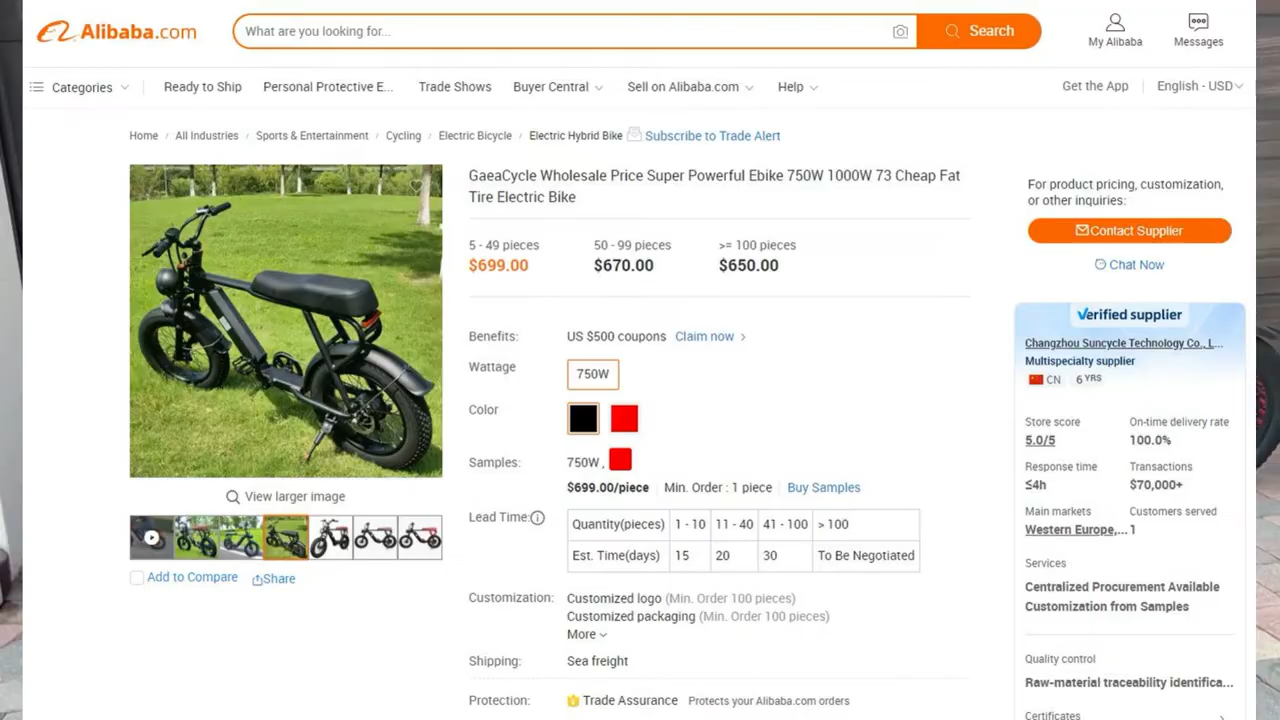 Alibaba.com
What are you looking for...
Search
My Alibaba
Messages
Categories
Ready to Ship
Personal Protective E...
Trade Shows
Buyer Central
Sell on Alibaba.com
Help
Get the App
English - USD
Home / All Industries / Sports & Entertainment / Cycling / Electric Bicycle / Electric Hybrid Bike
Subscribe to Trade Alert
GaeaCycle Wholesale Price Super Powerful Ebike 750W 1000W 73 Cheap Fat
Tire Electric Bike
5 - 49 pieces
50 - 99 pieces
>= 100 pieces
$699.00
$670.00
$650.00
Benefits:
US $500 coupons
Claim now
Wattage
750W
Color
Samples:
750W ,
$699.00/piece
Min. Order : 1 piece
Buy Samples
Lead Time:
Quantity(pieces) 1 - 10 11 - 40 41 - 100 > 100
Est. Time(days) 15 20 30 To Be Negotiated
Customization:
Customized logo (Min. Order 100 pieces)
Customized packaging (Min. Order 100 pieces)
More
Shipping:
Sea freight
Protection:
Trade Assurance
Protects your Alibaba.com orders
View larger image
Add to Compare
Share
For product pricing, customization,
or other inquiries:
Contact Supplier
Chat Now
Verified supplier
Changzhou Suncycle Technology Co., L...
Multispecialty supplier
CN
6 YRS
Store score
On-time delivery rate
5.0/5
100.0%
Response time
Transactions
≤4h
$70,000+
Main markets
Customers served
Western Europe,...
1
Services
Centralized Procurement Available
Customization from Samples
Quality control
Raw-material traceability identifica...
Certificates